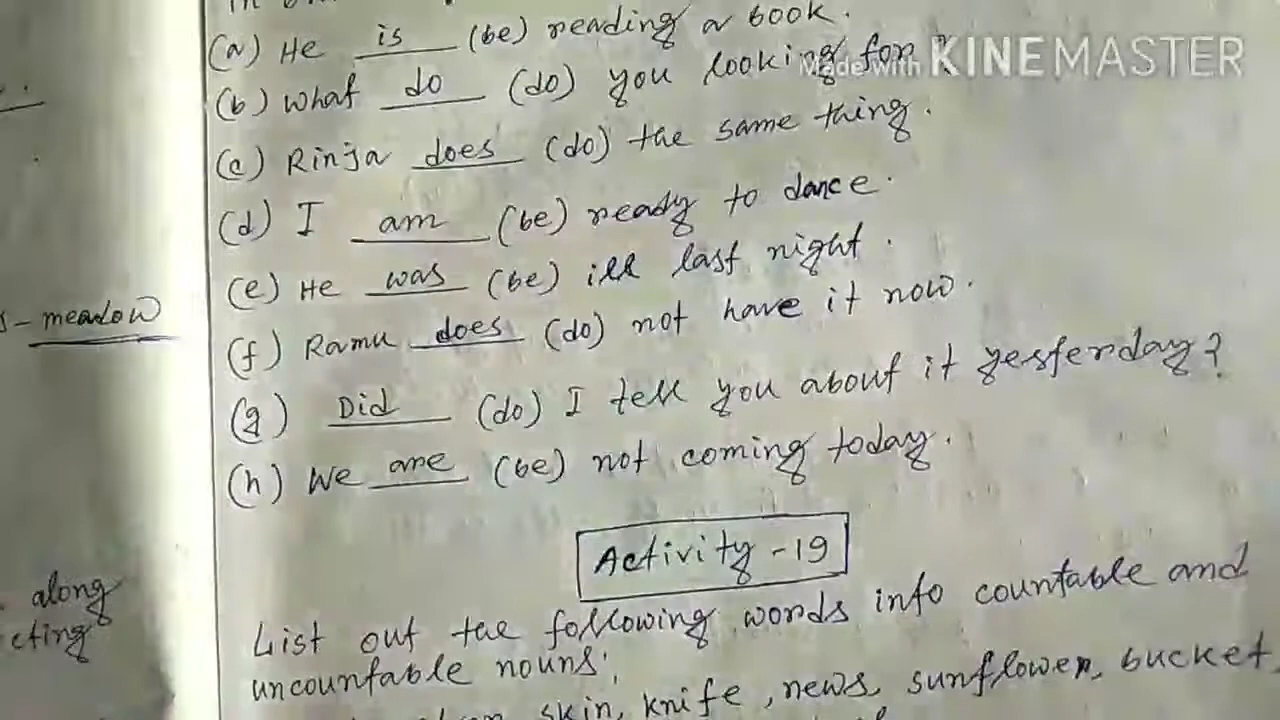 (a) He is (be) reading a book.
(b) What do (do) you looking for?
(c) Rinja does (do) the same thing.
(d) I am (be) ready to dance.
(e) He was (be) ill last night.
(f) Ramu does (do) not have it now.
(g) Did (do) I tell you about it yesterday?
(h) We are (be) not coming today.
Activity-19
List out the following words into countable and
uncountable nouns:
skin, knife, news, sunflower, bucket,
- meadow
along
cting
Made with KINEMASTER